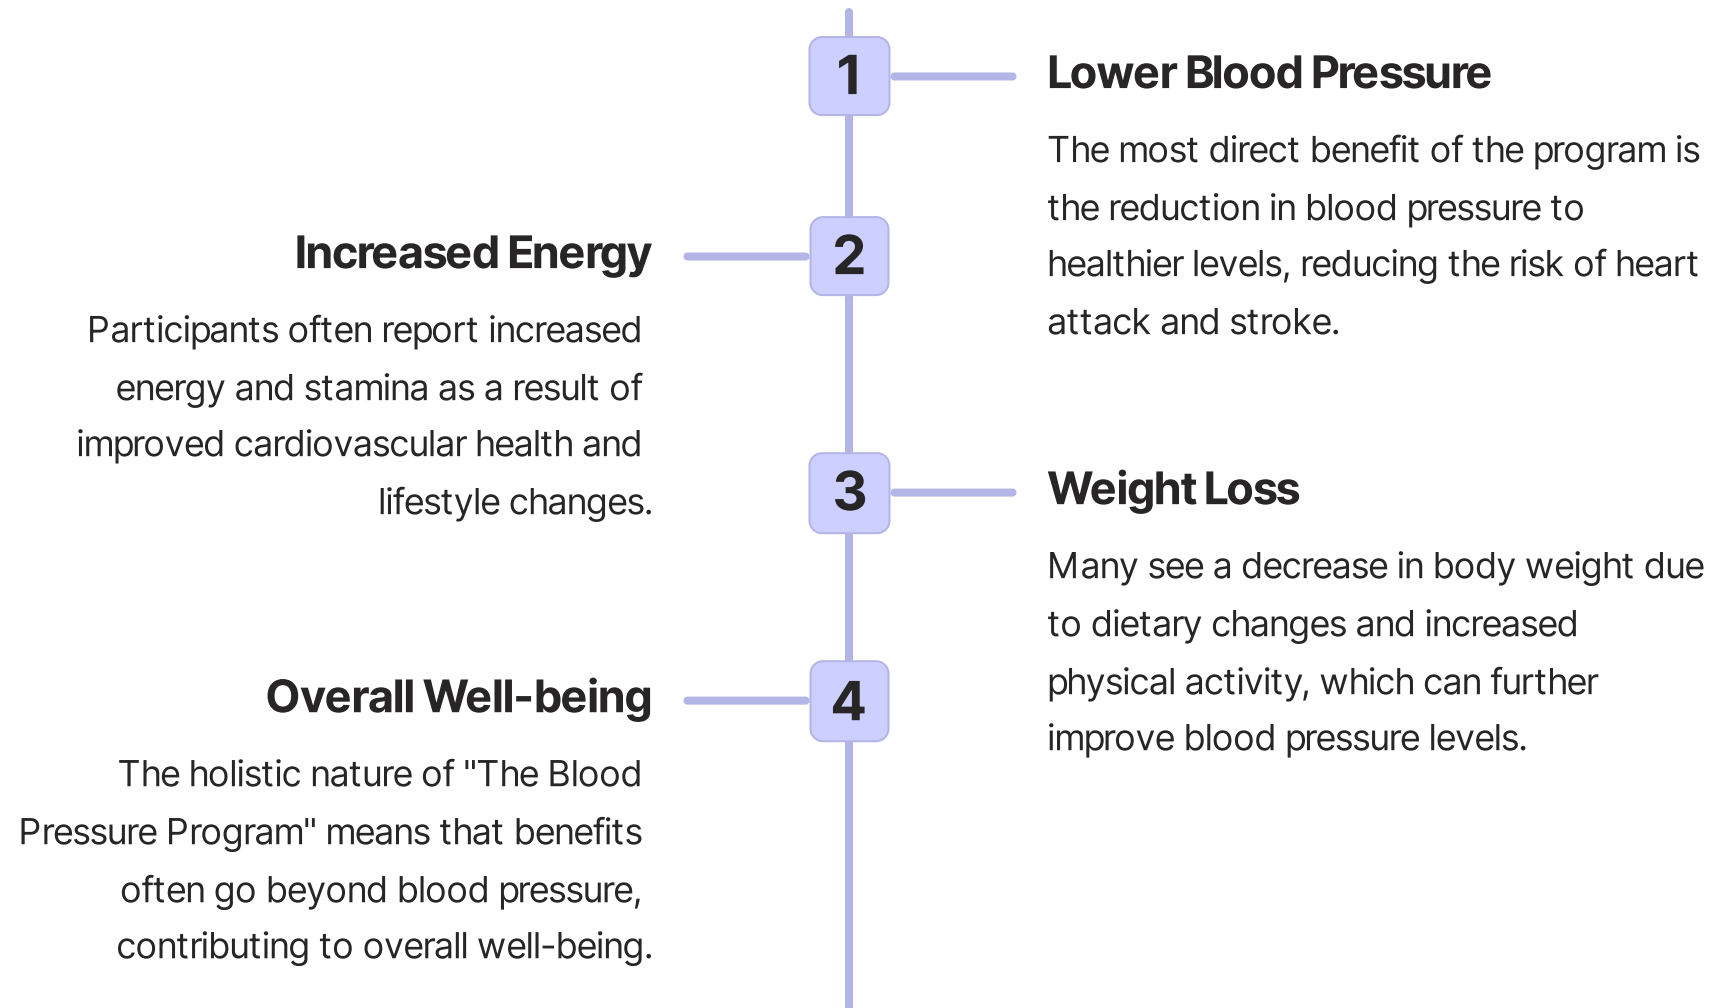 1
Lower Blood Pressure
The most direct benefit of the program is
the reduction in blood pressure to
healthier levels, reducing the risk of heart
attack and stroke.
2
Increased Energy
Participants often report increased
energy and stamina as a result of
improved cardiovascular health and
lifestyle changes.
3
Weight Loss
Many see a decrease in body weight due
to dietary changes and increased
physical activity, which can further
improve blood pressure levels.
4
Overall Well-being
The holistic nature of "The Blood
Pressure Program" means that benefits
often go beyond blood pressure,
contributing to overall well-being.